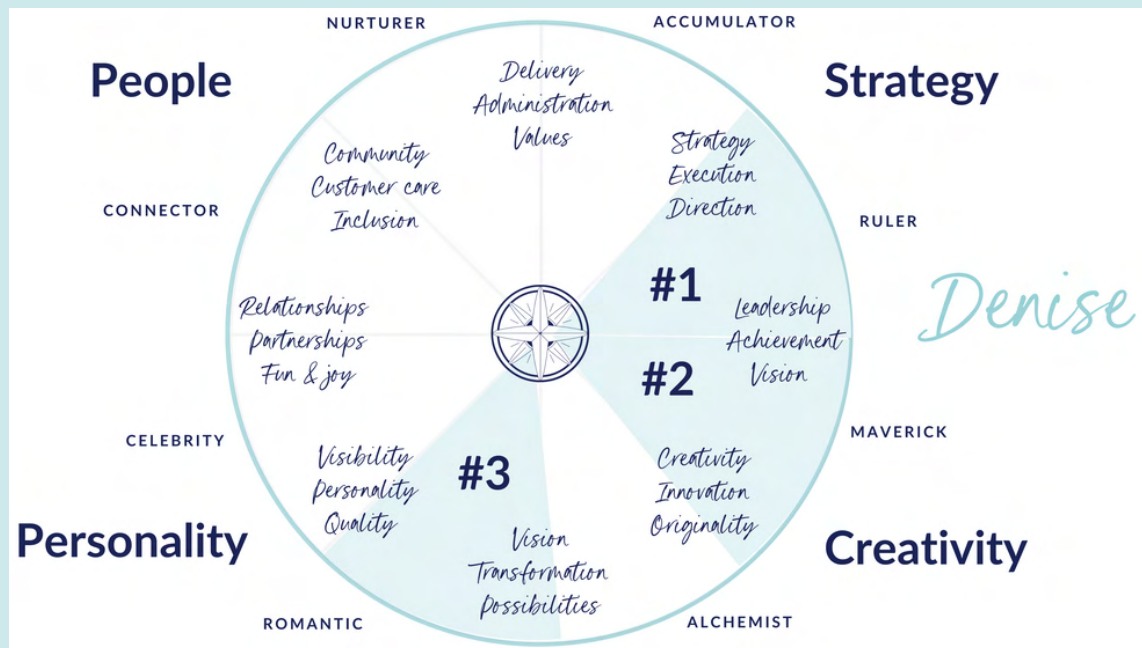 NURTURER
ACCUMULATOR
People
Strategy
Delivery
Administration
Values
Community
Customer care
Inclusion
Strategy
Execution
Direction
CONNECTOR
RULER
#1
Denise
Relationships
Partnerships
Fun & joy
Leadership
Achievement
Vision
#2
CELEBRITY
MAVERICK
Visibility
Personality
Quality
#3
Creativity
Innovation
Originality
Personality
Creativity
Vision
Transformation
Possibilities
ROMANTIC
ALCHEMIST